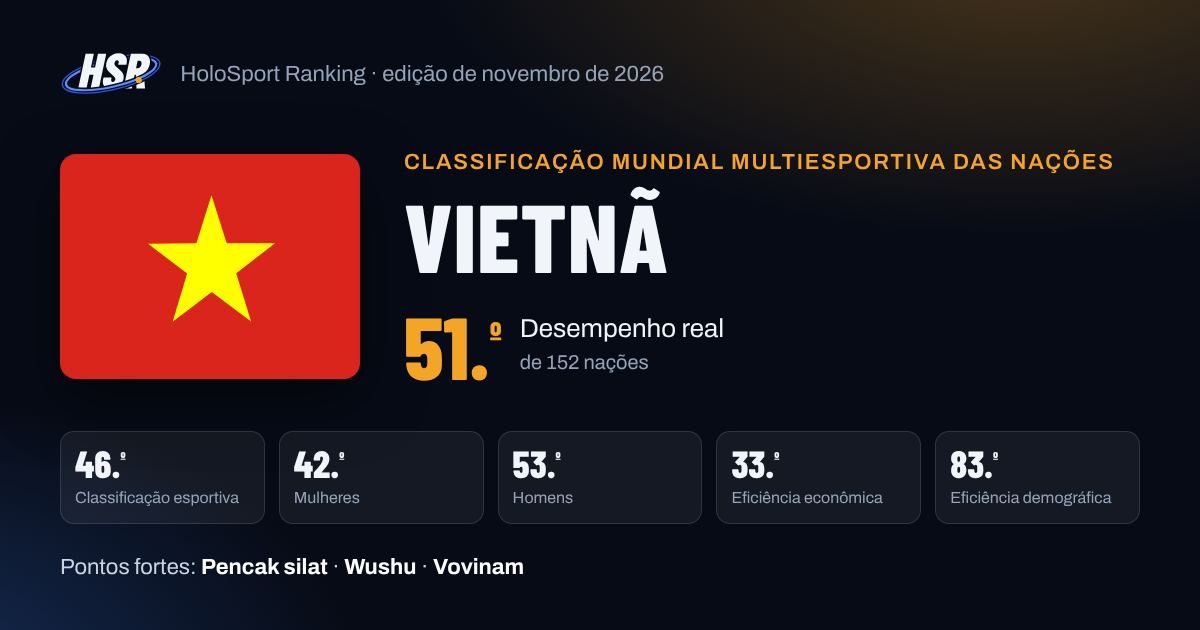 HSR HoloSport Ranking · edição de novembro de 2026
CLASSIFICAÇÃO MUNDIAL MULTIESPORTIVA DAS NAÇÕES
VIETNÃ
51.º Desempenho real
de 152 nações
46.º
Classificação esportiva
42.º
Mulheres
53.º
Homens
33.º
Eficiência econômica
83.º
Eficiência demográfica
Pontos fortes: Pencak silat · Wushu · Vovinam